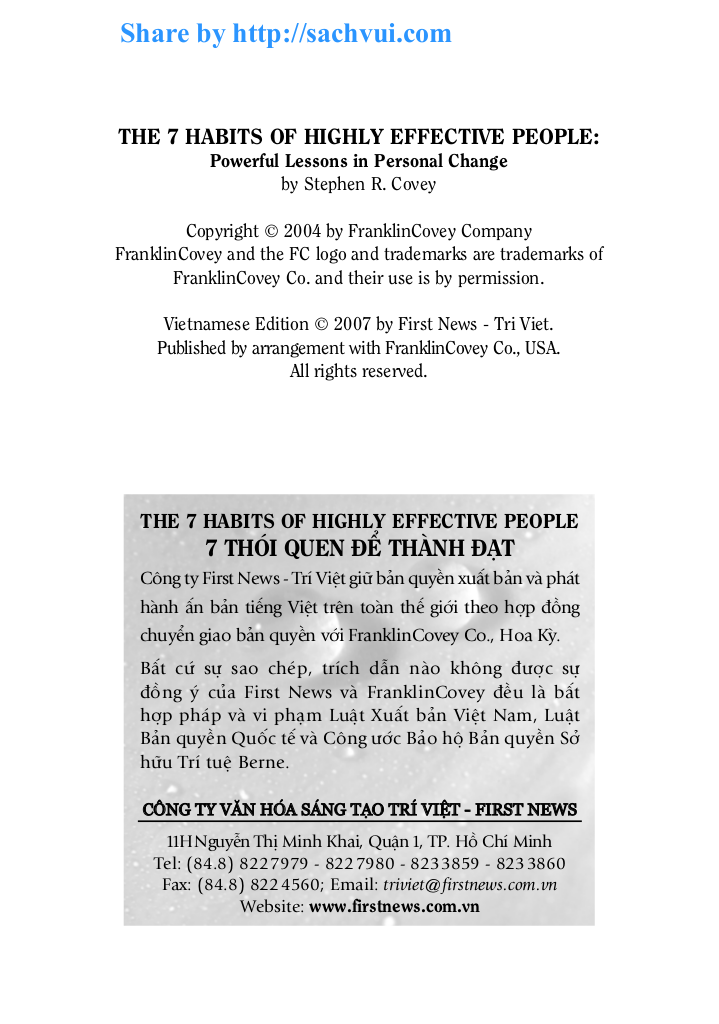 Share by http://sachvui.com
THE 7 HABITS OF HIGHLY EFFECTIVE PEOPLE:
Powerful Lessons in Personal Change
by Stephen R. Covey
Copyright © 2004 by FranklinCovey Company
FranklinCovey and the FC logo and trademarks are trademarks of
FranklinCovey Co. and their use is by permission.
Vietnamese Edition © 2007 by First News - Tri Viet.
Published by arrangement with FranklinCovey Co., USA.
All rights reserved.
THE 7 HABITS OF HIGHLY EFFECTIVE PEOPLE
7 THÓI QUEN ĐỂ THÀNH ĐẠT
Công ty First News - Trí Việt giữ bản quyền xuất bản và phát
hành ấn bản tiếng Việt trên toàn thế giới theo hợp đồng
chuyển giao bản quyền với FranklinCovey Co., Hoa Kỳ.
Bất cứ sự sao chép, trích dẫn nào không được sự
đồng ý của First News và FranklinCovey đều là bất
hợp pháp và vi phạm Luật Xuất bản Việt Nam, Luật
Bản quyền Quốc tế và Công ước Bảo hộ Bản quyền Sở
hữu Trí tuệ Berne.
CÔNG TY VĂN HÓA SÁNG TẠO TRÍ VIỆT - FIRST NEWS
11H Nguyễn Thị Minh Khai, Quận 1, TP. Hồ Chí Minh
Tel: (84.8) 8227979 - 8227980 - 8233859 - 8233860
Fax: (84.8) 8224560; Email: triviet@firstnews.com.vn
Website: www.firstnews.com.vn